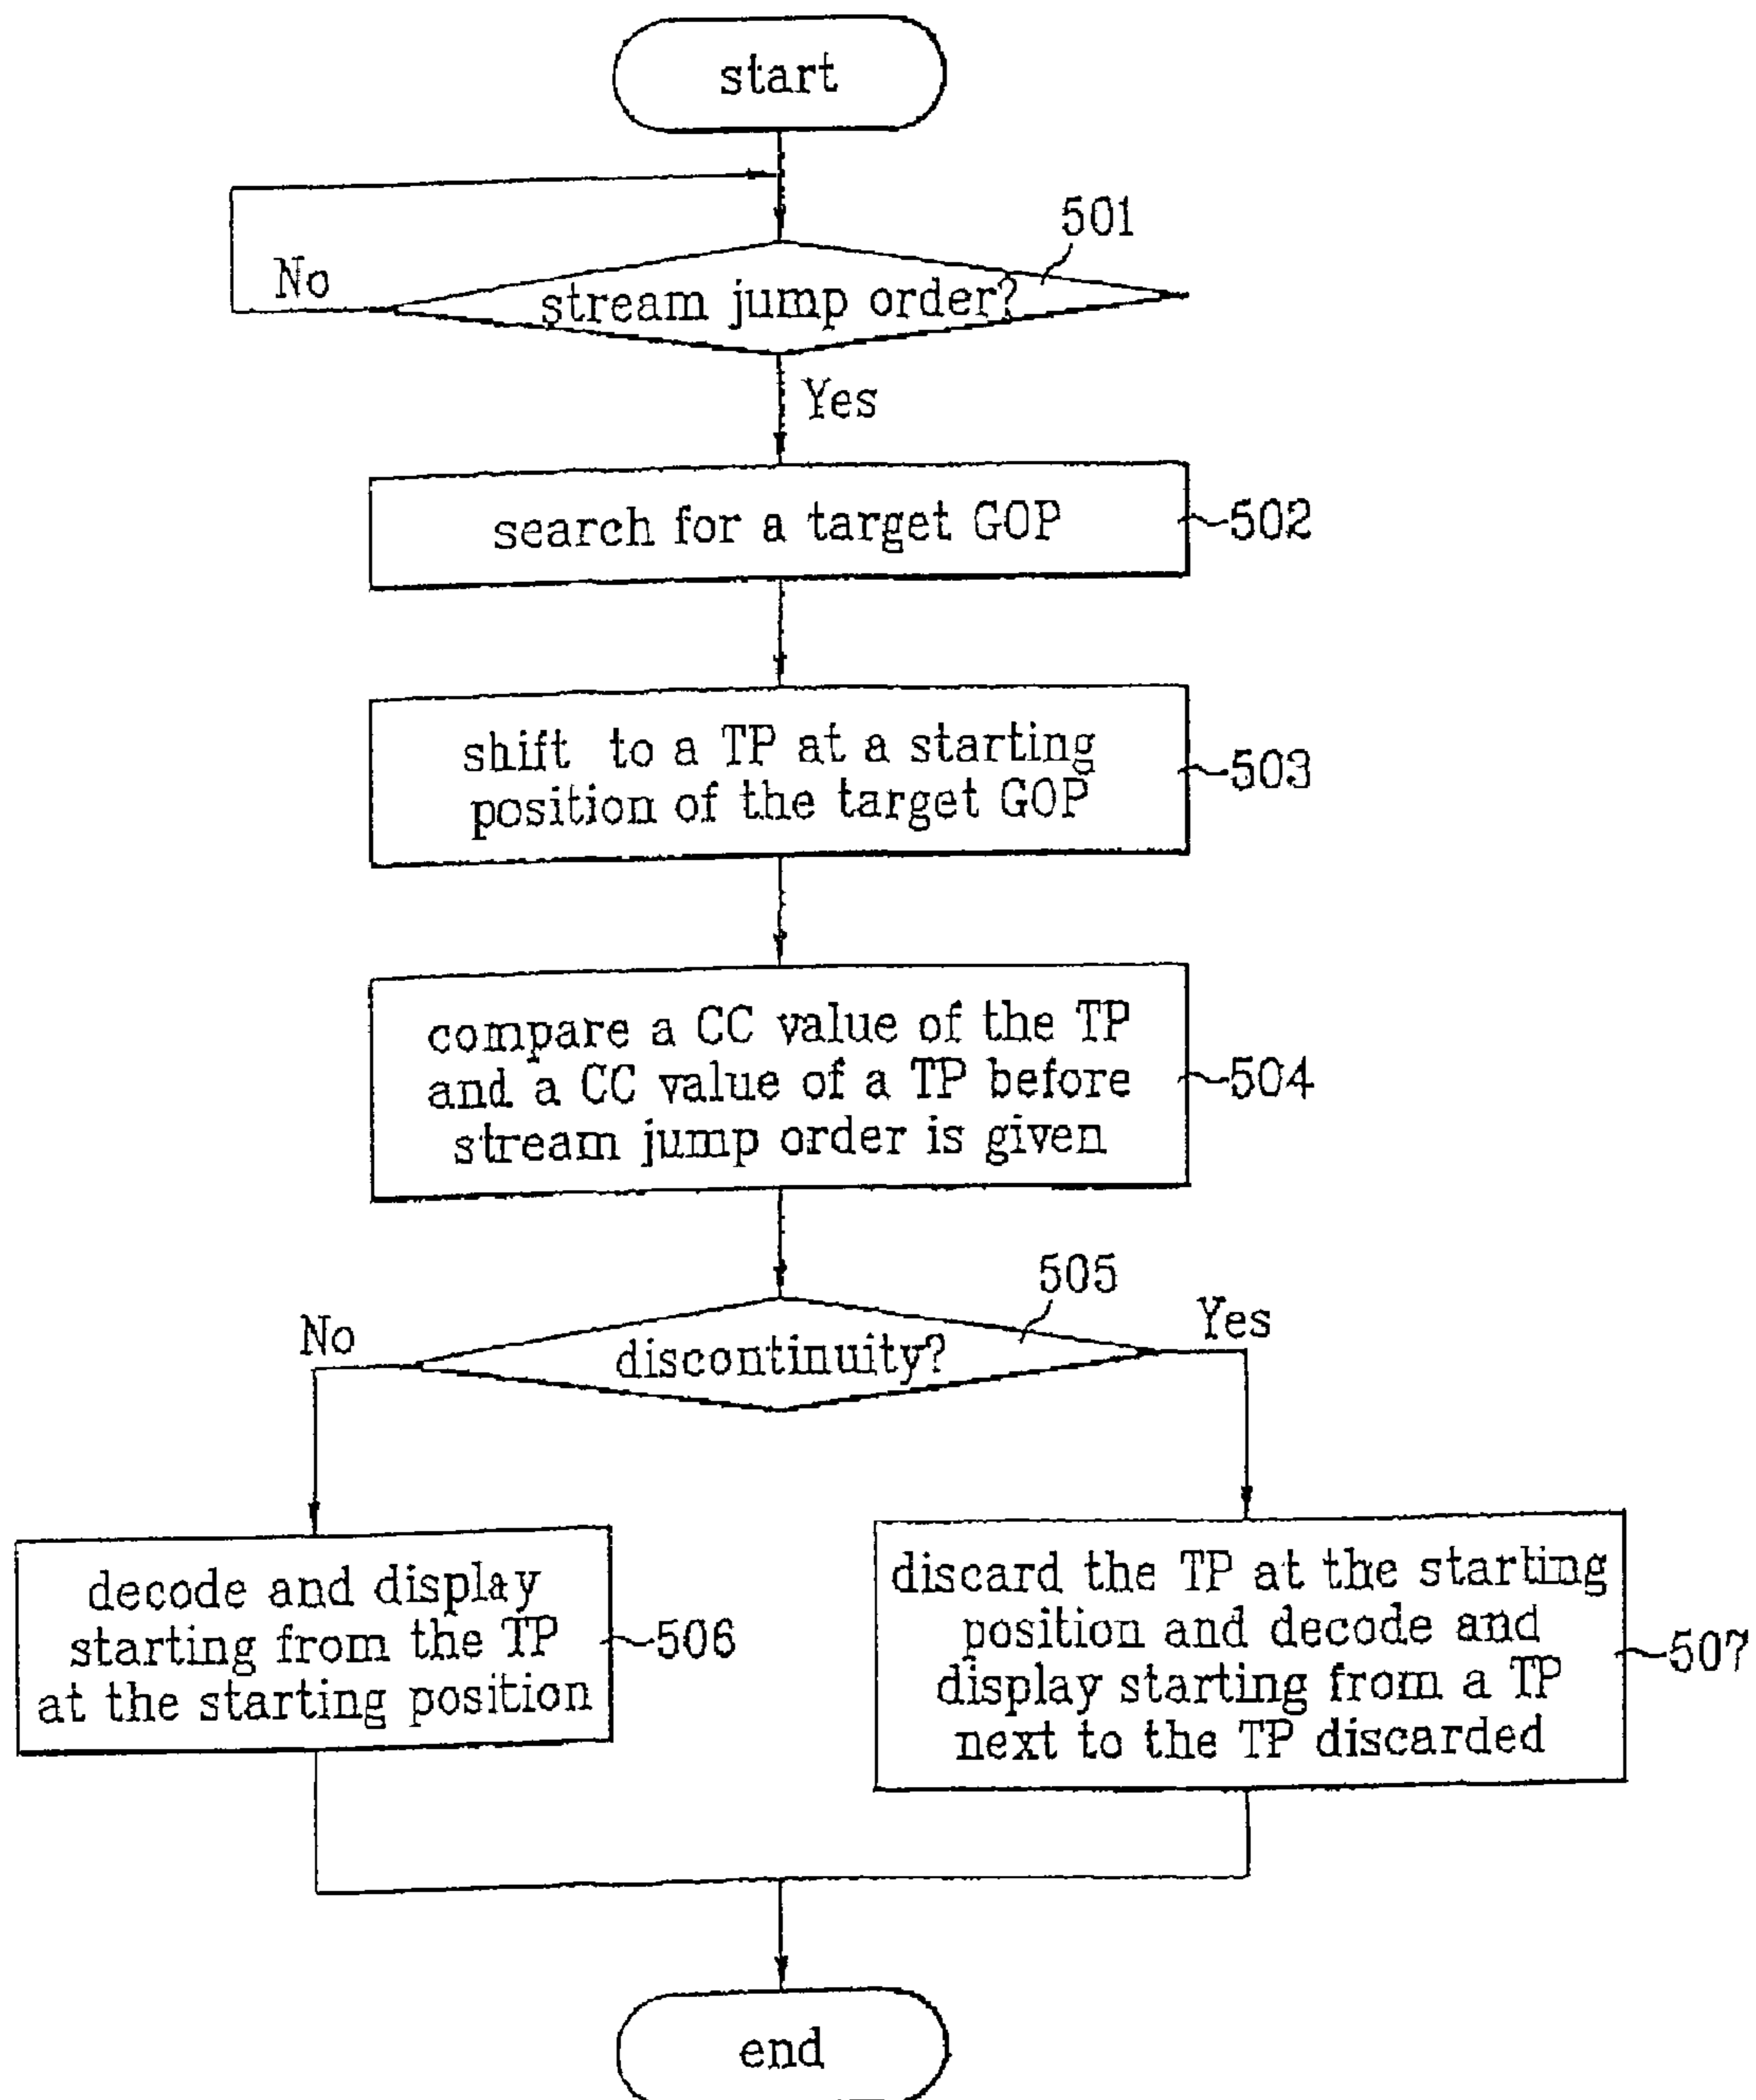 start
501
No
stream jump order?
Yes
search for a target GOP
502
shift to a TP at a starting
position of the target GOP
503
compare a CC value of the TP
and a CC value of a TP before
stream jump order is given
504
505
No
Yes
discontinuity?
decode and display
starting from the TP
at the starting position
506
discard the TP at the starting
position and decode and
display starting from a TP
next to the TP discarded
507
end